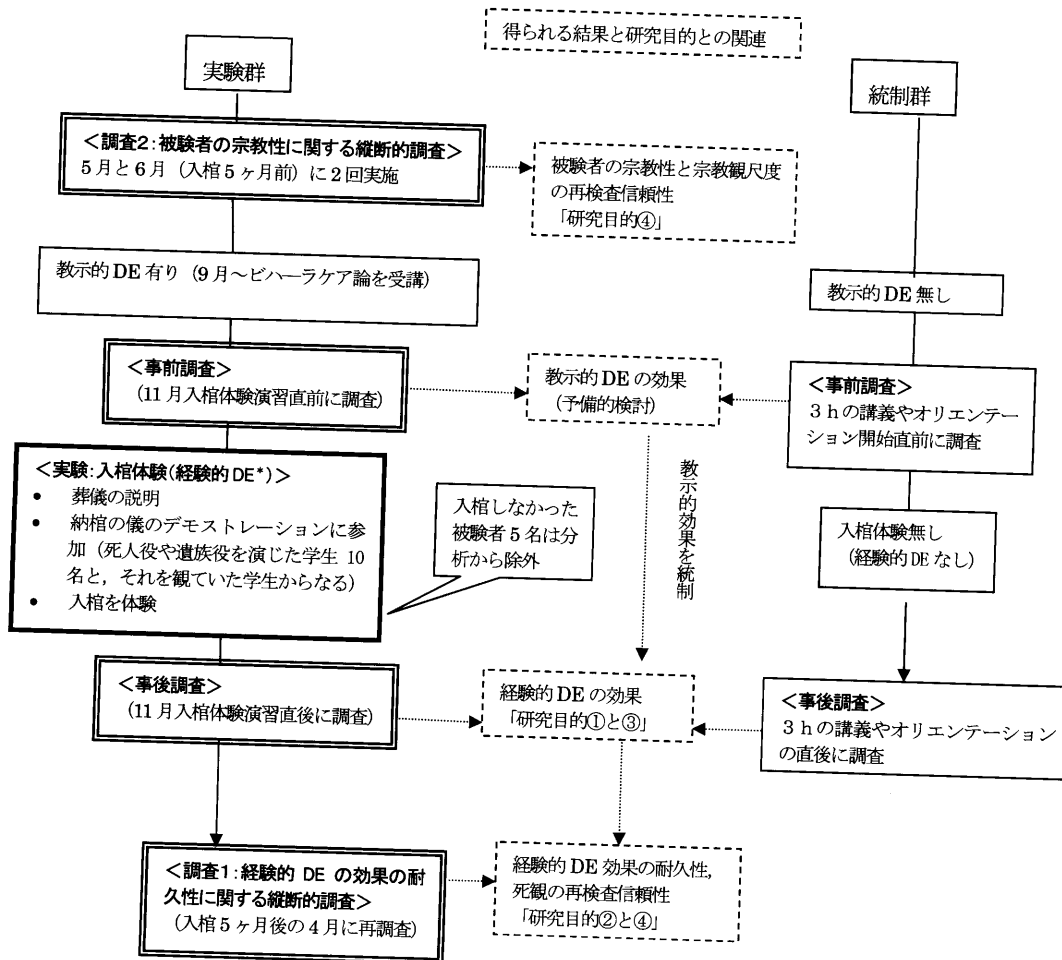 得られる結果と研究目的との関連
実験群
統制群
＜調査2：被験者の宗教性に関する縦断的調査＞
5月と6月（入棺5ヶ月前）に2回実施
被験者の宗教性と宗教観尺度
の再検査信頼性
「研究目的④」
教示的DE有り（9月～ビハーラケア論を受講）
教示的DE無し
＜事前調査＞
（11月入棺体験演習直前に調査）
教示的DEの効果
（予備的検討）
＜事前調査＞
3hの講義やオリエンテー
ション開始直前に調査
＜実験：入棺体験（経験的DE*）＞
• 葬儀の説明
• 納棺の儀のデモストレーションに参
加（死人役や遺族役を演じた学生 10
名と，それを観ていた学生からなる）
• 入棺を体験
入棺しなかった
被験者5名は分
析から除外
教示的効果を統制
入棺体験無し
（経験的DEなし）
＜事後調査＞
（11月入棺体験演習直後に調査）
経験的DEの効果
「研究目的①と③」
＜事後調査＞
3hの講義やオリエンテーション
の直後に調査
＜調査1：経験的 DE の効果の耐
久性に関する縦断的調査＞
（入棺5ヶ月後の4月に再調査）
経験的DE効果の耐久性，
死観の再検査信頼性
「研究目的②と④」